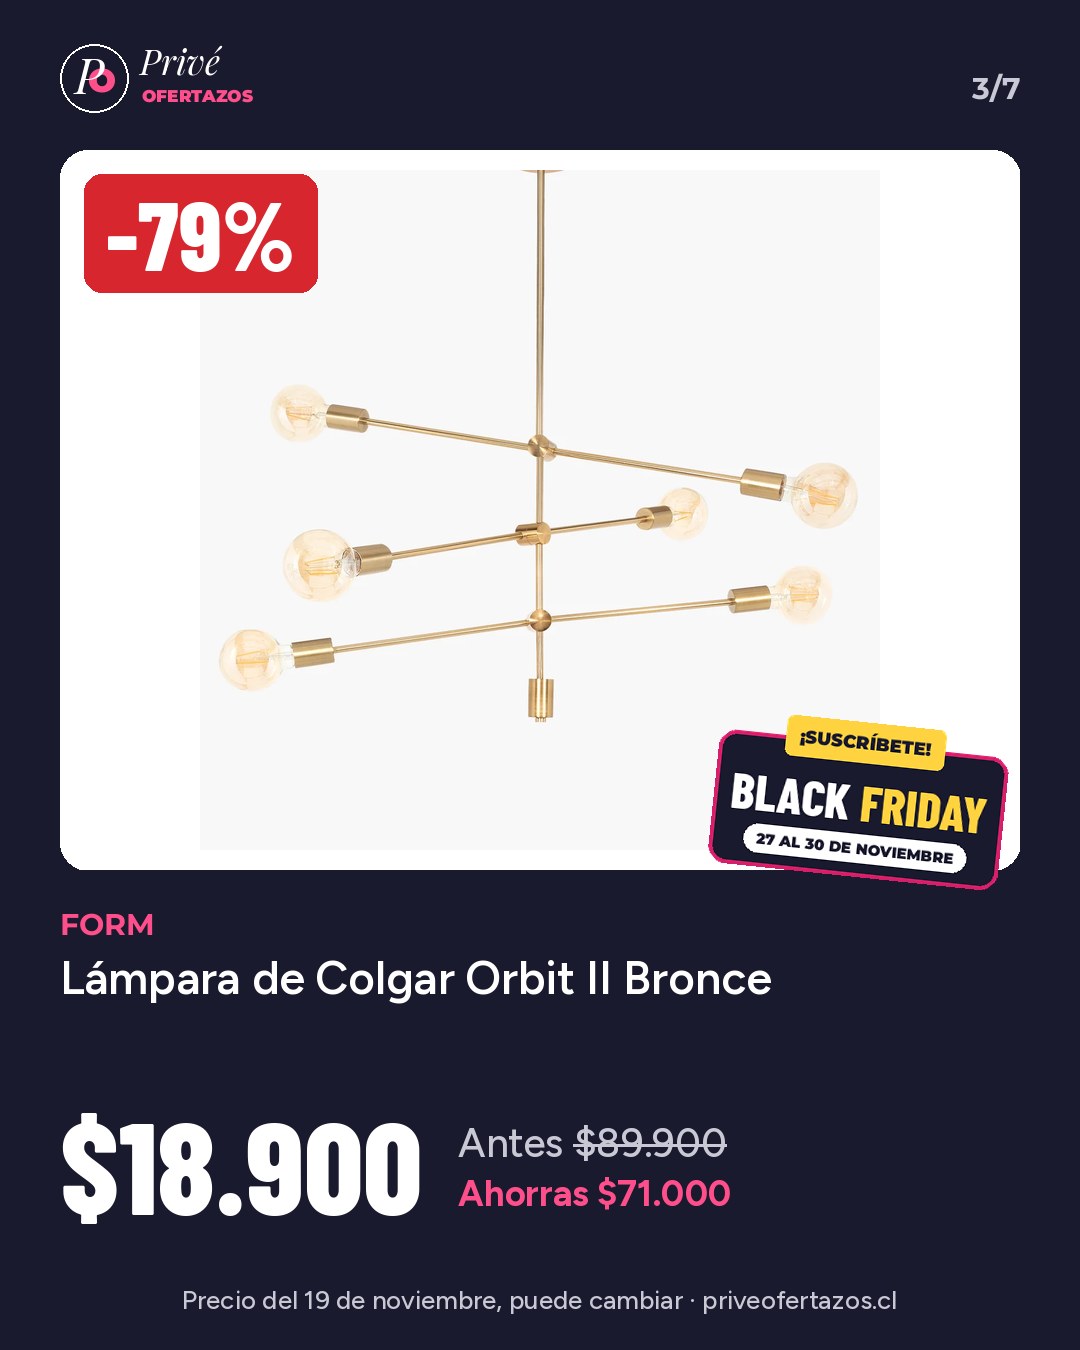 Privé
OFERTAZOS
3/7
-79%
¡SUSCRÍBETE!
BLACK FRIDAY
27 AL 30 DE NOVIEMBRE
FORM
Lámpara de Colgar Orbit II Bronce
$18.900
Antes $89.900
Ahorras $71.000
Precio del 19 de noviembre, puede cambiar · priveofertazos.cl